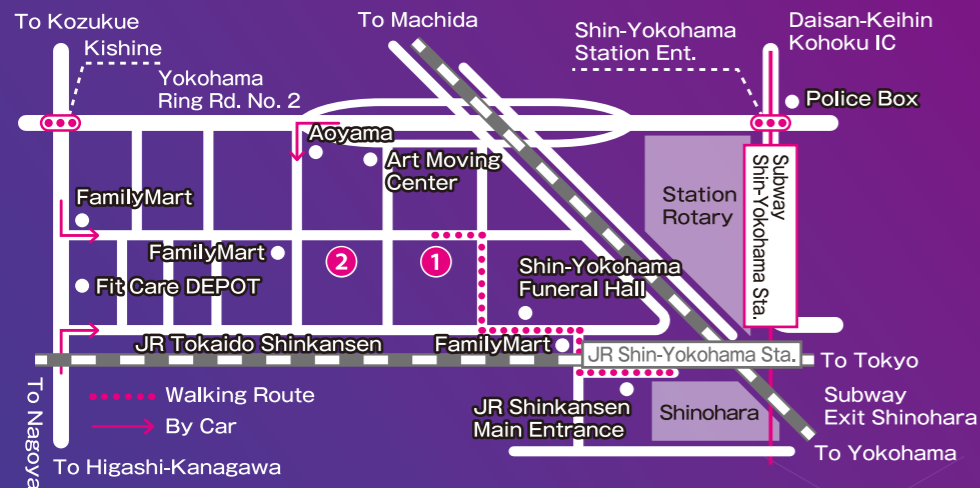 To Kozukue
Kishine
Yokohama
Ring Rd. No. 2
To Machida
Shin-Yokohama
Station Ent.
Daisan-Keihin
Kohoku IC
Police Box
Aoyama
Art Moving
Center
FamilyMart
Station
Rotary
Subway
Shin-Yokohama Sta.
FamilyMart
2
1
Shin-Yokohama
Funeral Hall
Fit Care DEPOT
JR Tokaido Shinkansen
FamilyMart
JR Shin-Yokohama Sta.
To Tokyo
To Nagoya
Walking Route
By Car
JR Shinkansen
Main Entrance
Shinohara
Subway
Exit Shinohara
To Higashi-Kanagawa
To Yokohama